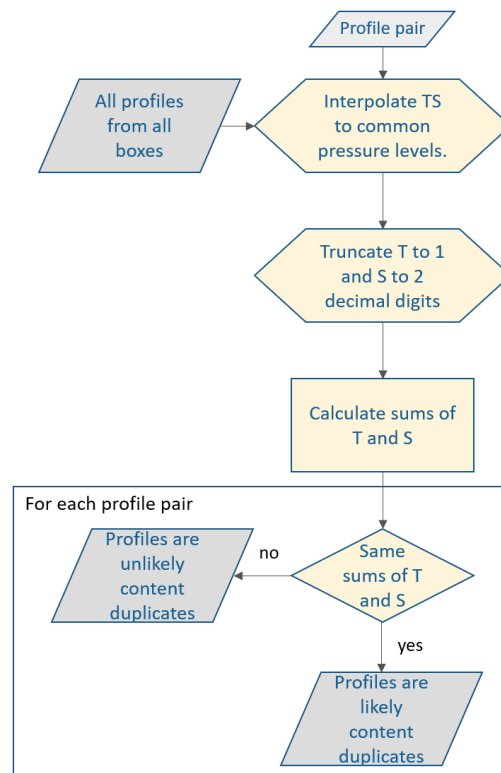 Profile pair
All profiles
from all
boxes
Interpolate TS
to common
pressure levels.
Truncate T to 1
and S to 2
decimal digits
Calculate sums of
T and S
For each profile pair
Profiles are
unlikely
content
duplicates
no
Same
sums of T
and S
yes
Profiles are
likely
content
duplicates